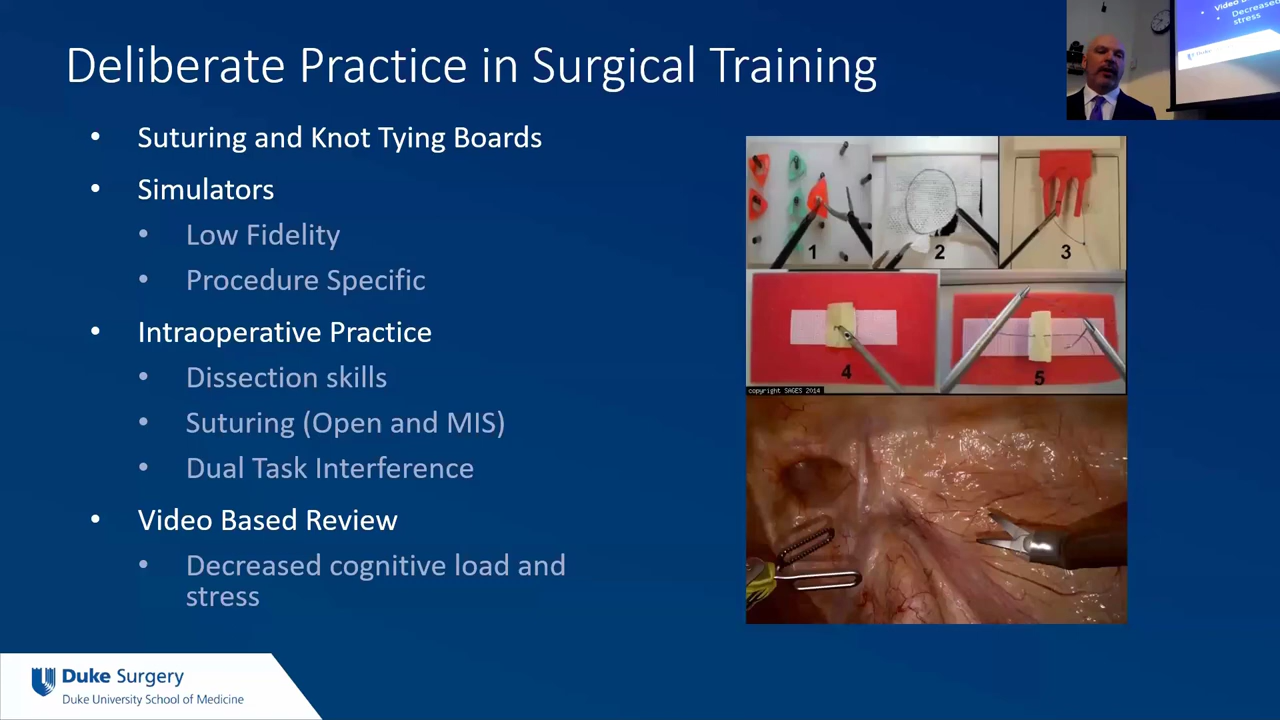 Deliberate Practice in Surgical Training
• Suturing and Knot Tying Boards
• Simulators
• Low Fidelity
• Procedure Specific
• Intraoperative Practice
• Dissection skills
• Suturing (Open and MIS)
• Dual Task Interference
• Video Based Review
• Decreased cognitive load and
stress
1
2
3
4
5
copyright SAGES 2014
Duke Surgery
Duke University School of Medicine
• Decreased
stress